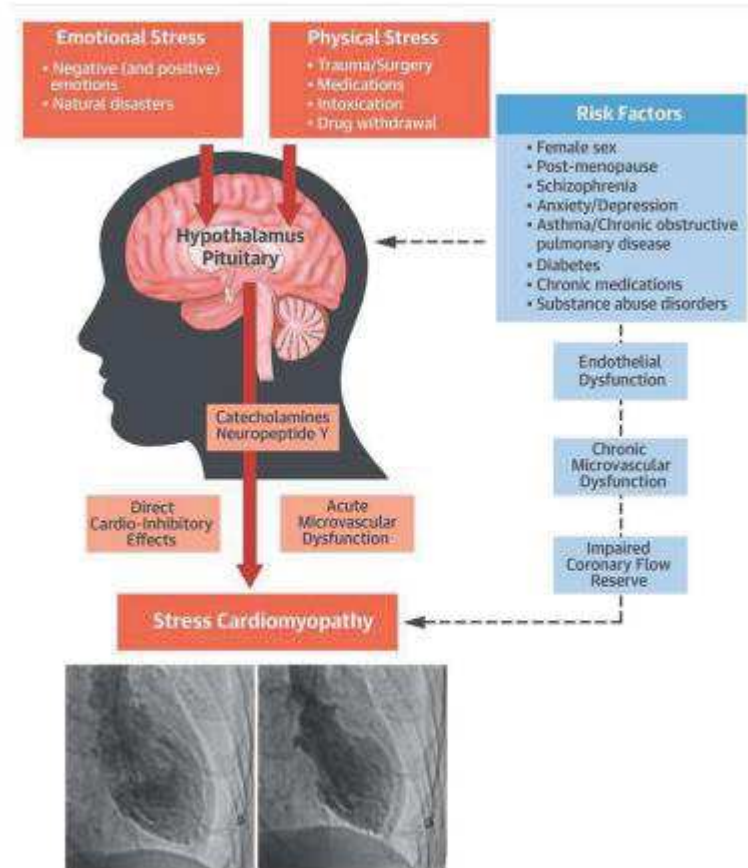 Emotional Stress
• Negative (and positive)
emotions
• Natural disasters
Physical Stress
• Trauma/Surgery
• Medications
• Intoxication
• Drug withdrawal
Risk Factors
• Female sex
• Post-menopause
• Schizophrenia
• Anxiety/Depression
• Asthma/Chronic obstructive
pulmonary disease
• Diabetes
• Chronic medications
• Substance abuse disorders
Hypothalamus
Pituitary
Endothelial
Dysfunction
Catecholamines
Neuropeptide Y
Chronic
Microvascular
Dysfunction
Direct
Cardio-Inhibitory
Effects
Acute
Microvascular
Dysfunction
Impaired
Coronary Flow
Reserve
Stress Cardiomyopathy